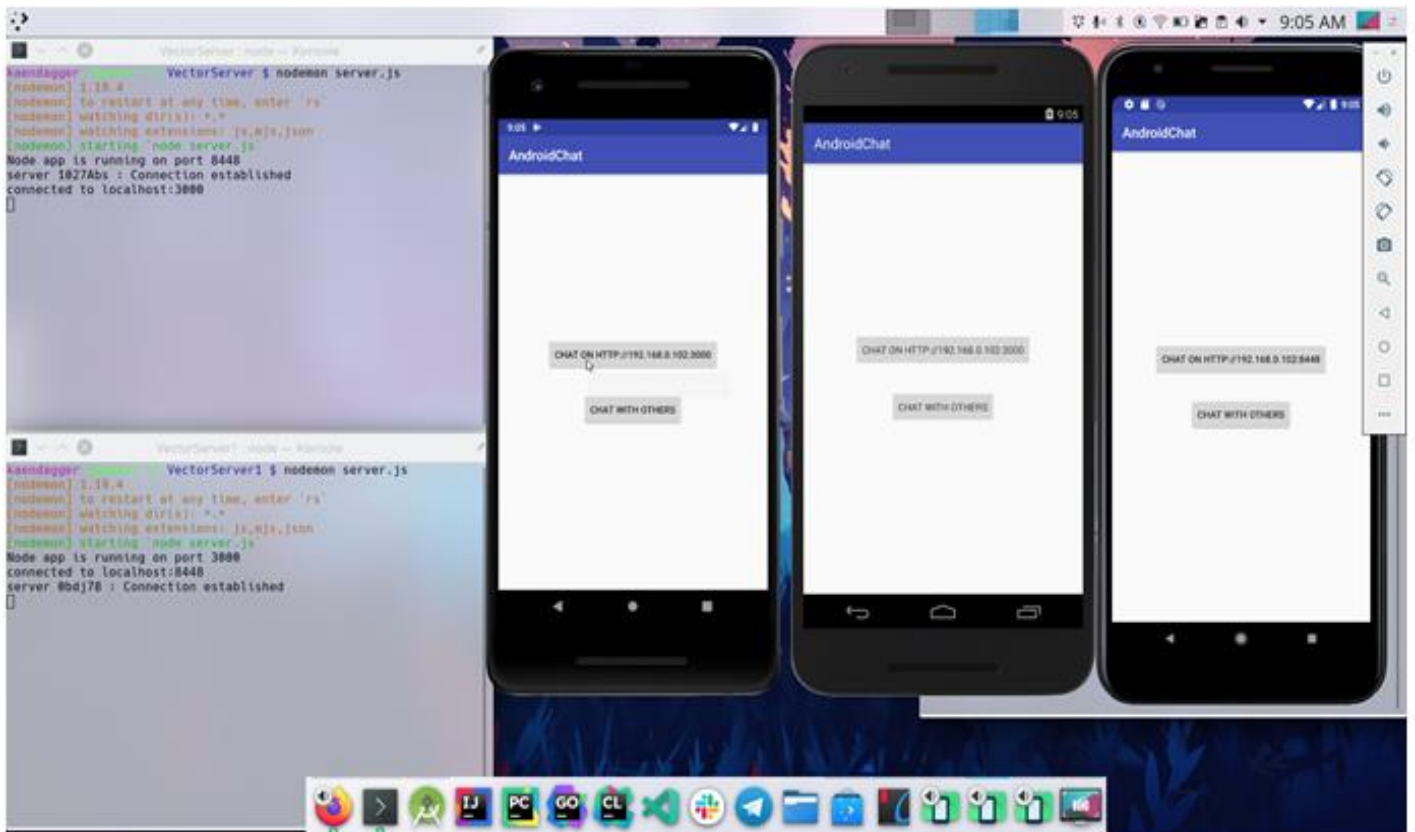 9:05 AM
VectorServer : node — Konsole
kaendagger VectorServer $ nodemon server.js
[nodemon] 1.19.4
[nodemon] to restart at any time, enter `rs`
[nodemon] watching dir(s): *.*
[nodemon] watching extensions: js,mjs,json
[nodemon] starting `node server.js`
Node app is running on port 8448
server 1027Abs : Connection established
connected to localhost:3000
VectorServer1 : node — Konsole
kaendagger VectorServer1 $ nodemon server.js
[nodemon] 1.19.4
[nodemon] to restart at any time, enter `rs`
[nodemon] watching dir(s): *.*
[nodemon] watching extensions: js,mjs,json
[nodemon] starting `node server.js`
Node app is running on port 3000
connected to localhost:8448
server 0bdj78 : Connection established
9:05
AndroidChat
CHAT ON HTTP://192.168.0.102:3000
CHAT WITH OTHERS
9:05
AndroidChat
CHAT ON HTTP://192.168.0.102:3000
CHAT WITH OTHERS
9:05
AndroidChat
CHAT ON HTTP://192.168.0.102:8448
CHAT WITH OTHERS
IJ
PC
GO
CL